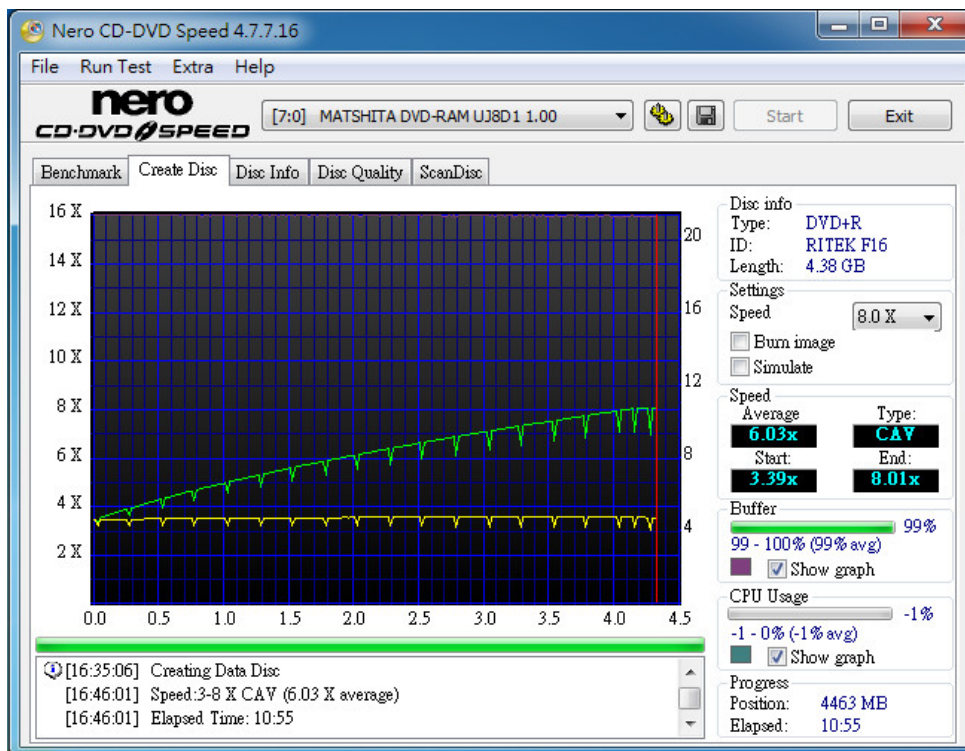 Nero CD-DVD Speed 4.7.7.16
File Run Test Extra Help
nero
CD·DVD SPEED
[7:0] MATSHITA DVD-RAM UJ8D1 1.00
Start
Exit
Benchmark Create Disc Disc Info Disc Quality ScanDisc
16 X
14 X
12 X
10 X
8 X
6 X
4 X
2 X
20
16
12
8
4
0.0 0.5 1.0 1.5 2.0 2.5 3.0 3.5 4.0 4.5
Disc info
Type: DVD+R
ID: RITEK F16
Length: 4.38 GB
Settings
Speed 8.0 X
Burn image
Simulate
Speed
Average Type:
6.03x CAV
Start: End:
3.39x 8.01x
Buffer
99%
99 - 100% (99% avg)
Show graph
CPU Usage
-1%
-1 - 0% (-1% avg)
Show graph
Progress
Position: 4463 MB
Elapsed: 10:55
[16:35:06] Creating Data Disc
[16:46:01] Speed:3-8 X CAV (6.03 X average)
[16:46:01] Elapsed Time: 10:55